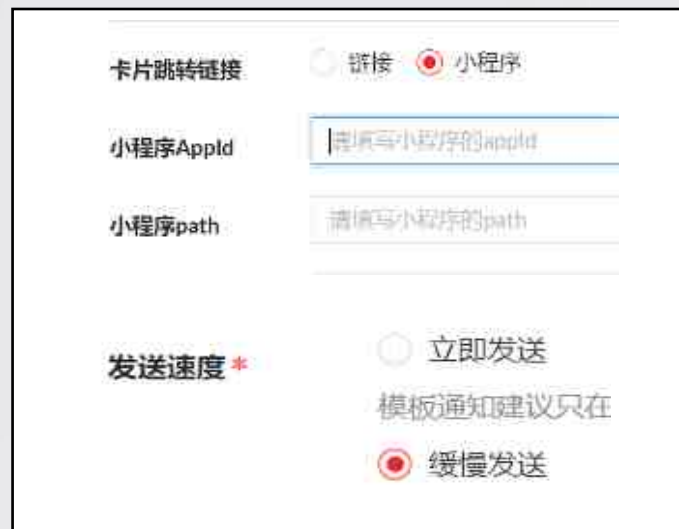 卡片跳转链接 链接 小程序
小程序AppId 请填写小程序的appId
小程序path 请填写小程序的path
立即发送
发送速度*
模板通知建议只在
缓慢发送